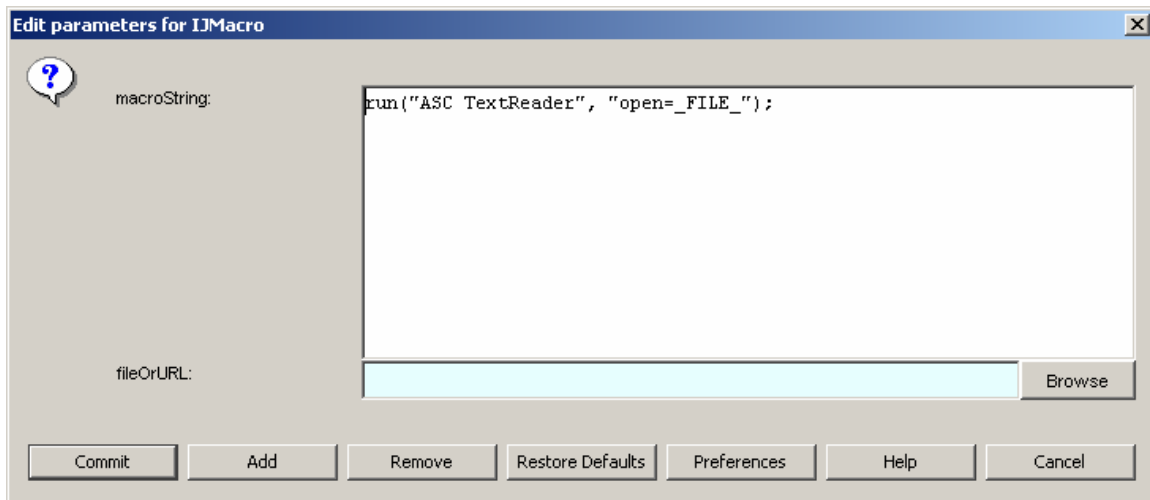 Edit parameters for IJMacro
macroString:
run("ASC TextReader", "open=_FILE_");
fileOrURL:
Browse
Commit Add Remove Restore Defaults Preferences Help Cancel